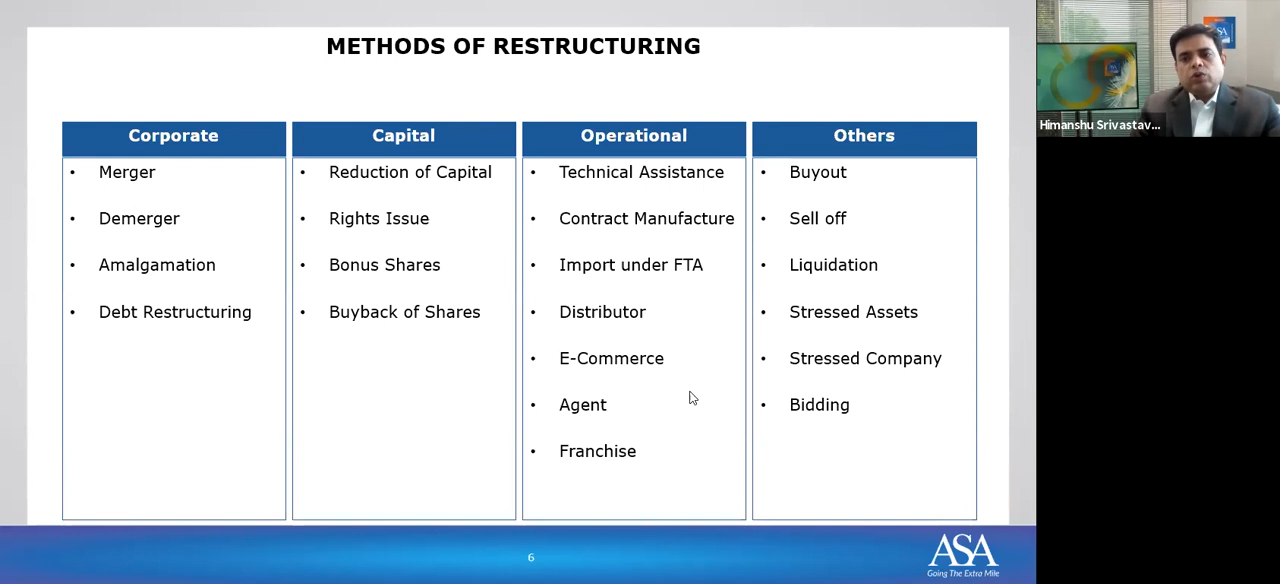 METHODS OF RESTRUCTURING
Corporate
• Merger
• Demerger
• Amalgamation
• Debt Restructuring
Capital
• Reduction of Capital
• Rights Issue
• Bonus Shares
• Buyback of Shares
Operational
• Technical Assistance
• Contract Manufacture
• Import under FTA
• Distributor
• E-Commerce
• Agent
• Franchise
Others
• Buyout
• Sell off
• Liquidation
• Stressed Assets
• Stressed Company
• Bidding
6
ASA
Going The Extra Mile
Himanshu Srivastav...